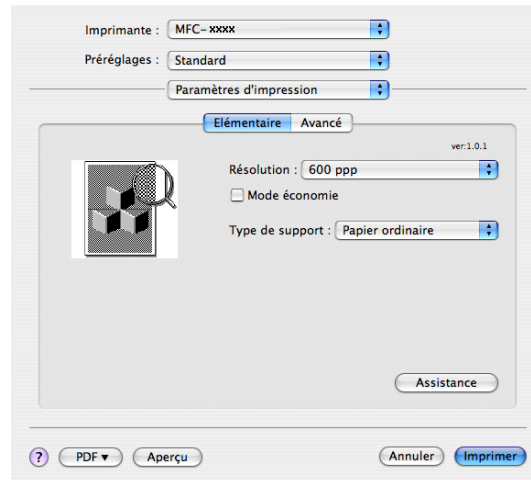 Imprimante : MFC-xxxx
Préréglages : Standard
Paramètres d'impression
Elémentaire Avancé
ver:1.0.1
Résolution : 600 ppp
Mode économie
Type de support : Papier ordinaire
Assistance
? PDF ▼ Aperçu Annuler Imprimer